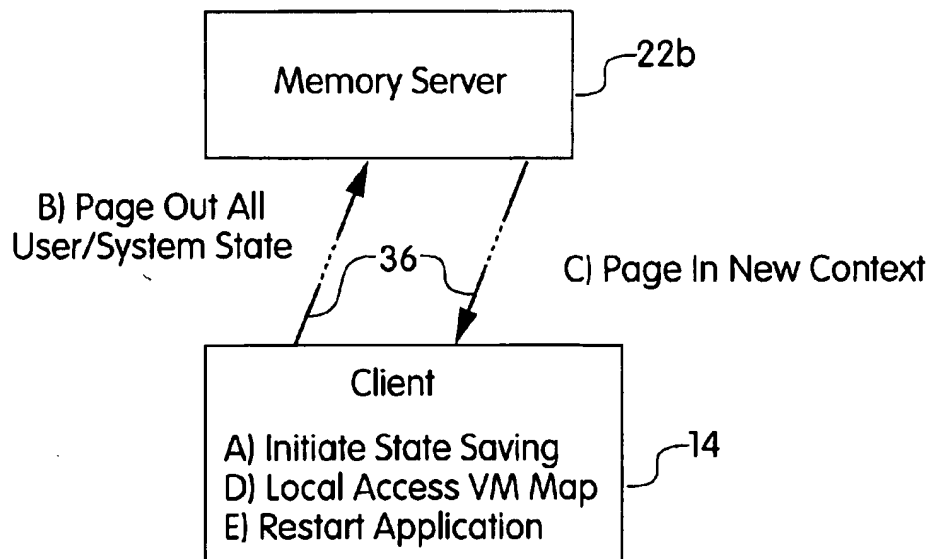 Memory Server
22b
B) Page Out All
User/System State
36
C) Page In New Context
Client
A) Initiate State Saving
D) Local Access VM Map
E) Restart Application
14